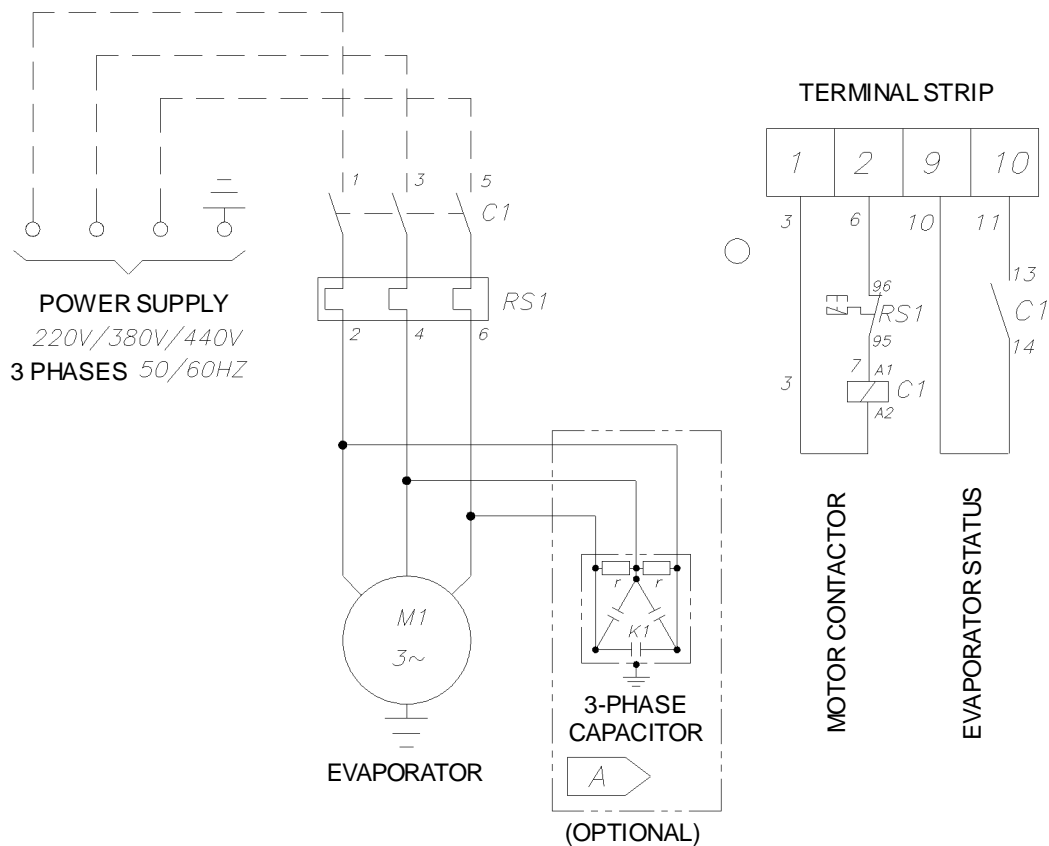 TERMINAL STRIP
1 2 9 10
3 6 10 11
1 3 5
C1
POWER SUPPLY
220V/380V/440V
3 PHASES 50/60HZ
RS1
2 4 6
96
RS1
95
13
C1
14
3
7 A1
C1
A2
MOTOR CONTACTOR
EVAPORATOR STATUS
r r
K1
M1
3~
3-PHASE
CAPACITOR
EVAPORATOR
A
(OPTIONAL)